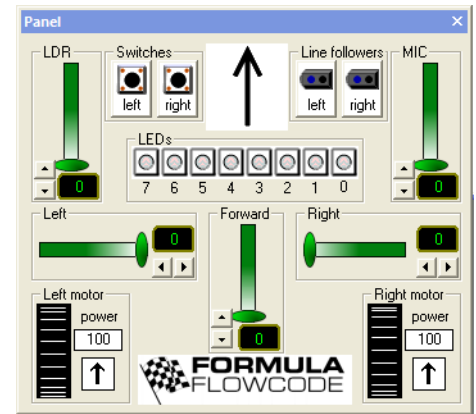 Panel
LDR
Switches
left
right
Line followers
left
right
MIC
0
LEDs
7 6 5 4 3 2 1 0
0
Left
0
Forward
0
Right
0
Left motor
power
100
FORMULA
FLOWCODE
Right motor
power
100